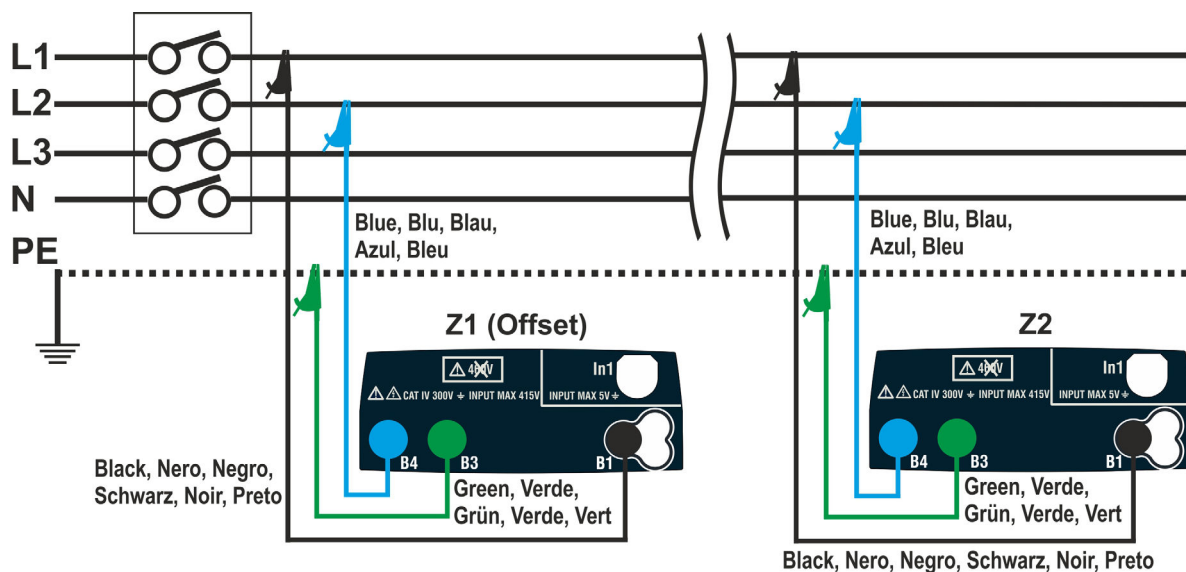 L1
L2
L3
N
PE
Blue, Blu, Blau,
Azul, Bleu
Blue, Blu, Blau,
Azul, Bleu
Z1 (Offset)
460V
In1
CAT IV 300V INPUT MAX 415V
INPUT MAX 5V
B4
B3
B1
Black, Nero, Negro,
Schwarz, Noir, Preto
Green, Verde,
Grün, Verde, Vert
Z2
460V
In1
CAT IV 300V INPUT MAX 415V
INPUT MAX 5V
B4
B3
B1
Green, Verde,
Grün, Verde, Vert
Black, Nero, Negro, Schwarz, Noir, Preto